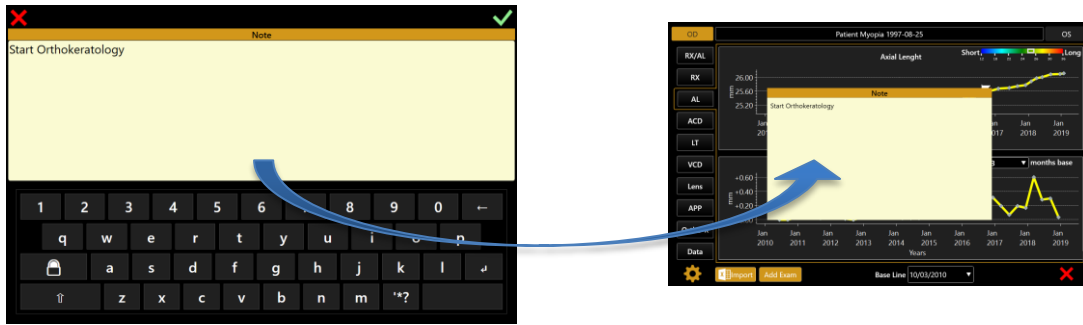 Note
Start Orthokeratology
1 2 3 4 5 6 8 9 0 ←
q w e r t y u i o p
a s d f g h j k l
⇧ z x c v b n m '*?
OD Patient Myopia 1997-08-25 OS
RX/AL
RX
AL
ACD
LT
VCD
Lens
APP
Data
Axial Lenght
Short Long
26.00
25.60
25.20
mm
Note
Start Orthokeratology
Jan 2018
Jan 2019
months base
+0.60
+0.40
+0.20
mm
Jan Jan Jan Jan Jan Jan Jan Jan Jan Jan
2010 2011 2012 2013 2014 2015 2016 2017 2018 2019
Years
Import Add Exam Base Line 10/03/2010